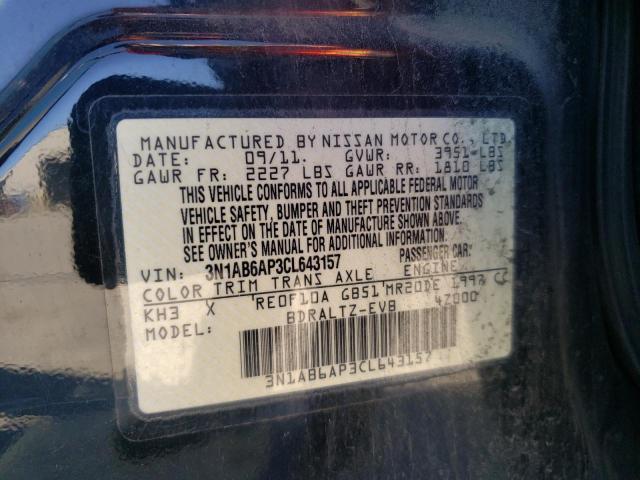 MANUFACTURED BY NISSAN MOTOR CO., LTD
DATE: 09/11. GVWR: 3951 LBS
GAWR FR: 2227 LBS GAWR RR: 1810 LBS
THIS VEHICLE CONFORMS TO ALL APPLICABLE FEDERAL MOTOR
VEHICLE SAFETY, BUMPER AND THEFT PREVENTION STANDARDS
IN EFFECT ON THE DATE OF MANUFACTURE SHOWN ABOVE.
SEE OWNER'S MANUAL FOR ADDITIONAL INFORMATION.
VIN: 3N1AB6AP3CL643157 PASSENGER CAR
COLOR TRIM TRANS AXLE ENGINE
KH3 X RE0F10A GB51 MR20DE 1997
MODEL: BDRALTZ-EVB 4Z000
3N1AB6AP3CL643157